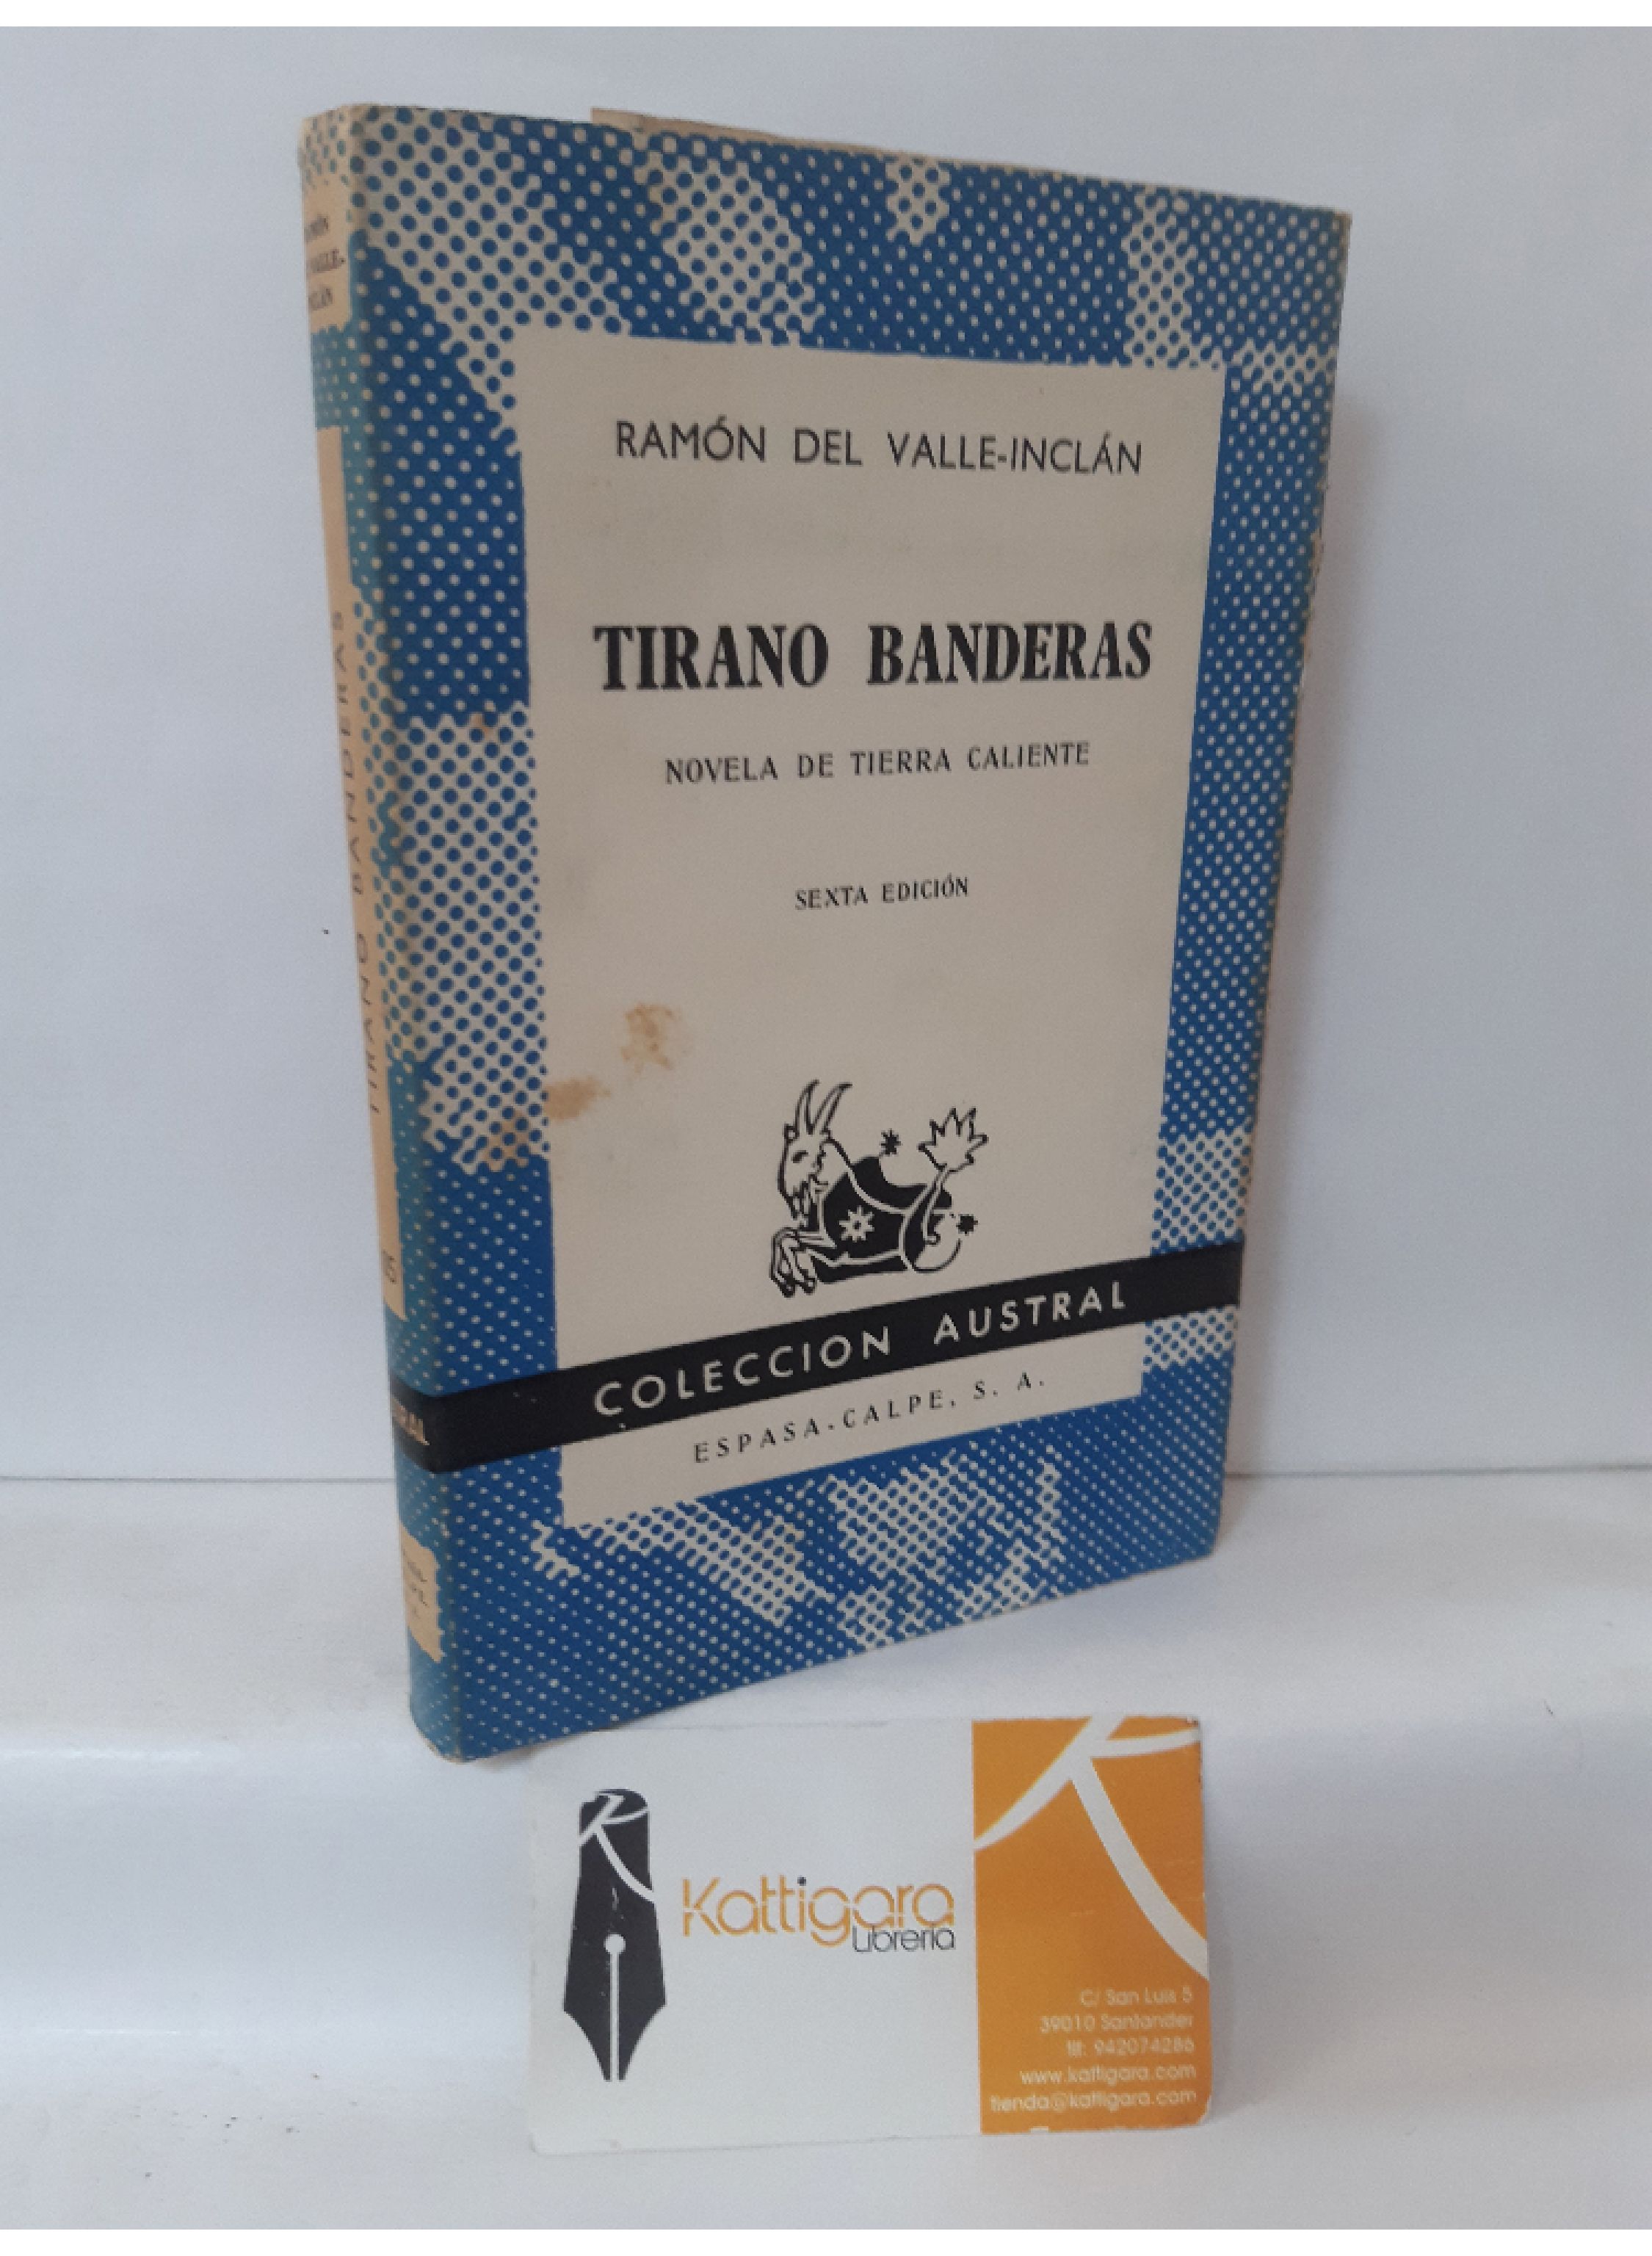 RAMÓN DEL VALLE-INCLÁN
TIRANO BANDERAS
NOVELA DE TIERRA CALIENTE
SEXTA EDICIÓN
COLECCION AUSTRAL
ESPASA-CALPE, S. A.
TIRANO BANDERAS
Kattigara
Librería
C/ San Luis 5
39010 Santander
tlf: 942074286
www.kattigara.com
tienda@kattigara.com